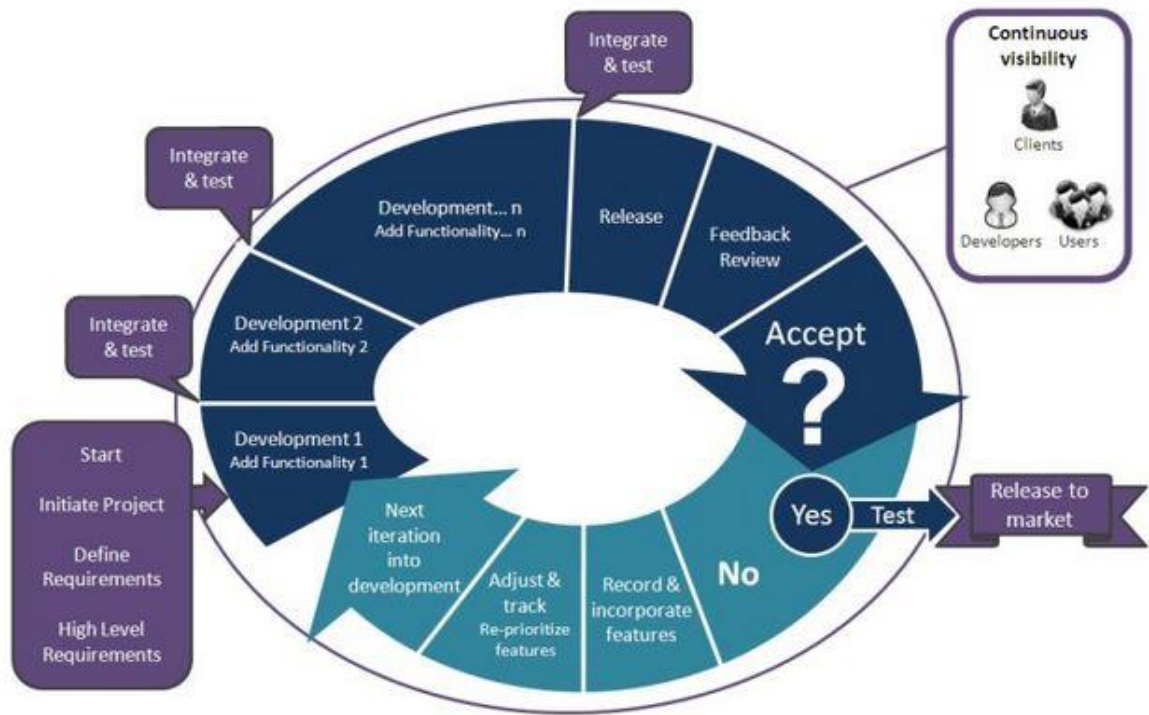 Integrate
& test
Continuous
visibility
Clients
Developers
Users
Integrate
& test
Development... n
Add Functionality... n
Release
Feedback
Review
Integrate
& test
Development 2
Add Functionality 2
Accept
?
Development 1
Add Functionality 1
Start
Initiate Project
Define
Requirements
High Level
Requirements
Next
iteration
into
development
Adjust &
track
Re-prioritize
features
Record &
incorporate
features
No
Yes
Test
Release to
market